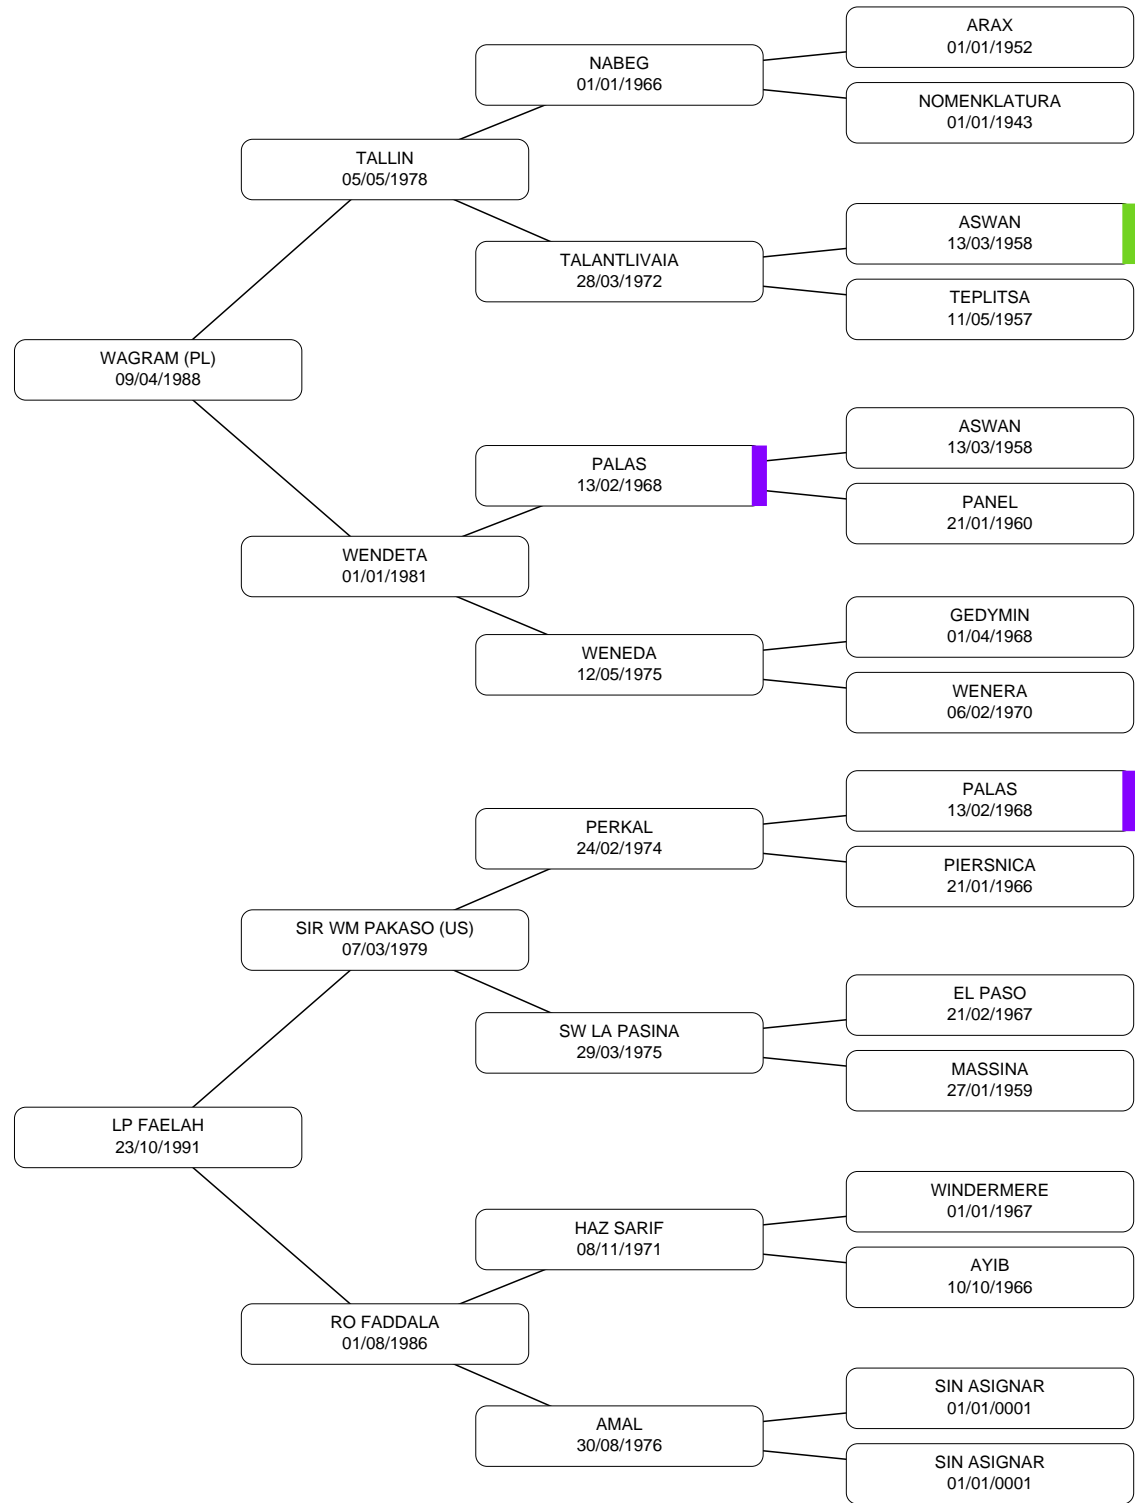 ARAX
01/01/1952
NABEG
01/01/1966
NOMENKLATURA
01/01/1943
TALLIN
05/05/1978
ASWAN
13/03/1958
TALANTLIVAIA
28/03/1972
TEPLITSA
11/05/1957
WAGRAM (PL)
09/04/1988
ASWAN
13/03/1958
PALAS
13/02/1968
PANEL
21/01/1960
WENDETA
01/01/1981
GEDYMIN
01/04/1968
WENEDA
12/05/1975
WENERA
06/02/1970
PALAS
13/02/1968
PERKAL
24/02/1974
PIERSNICA
21/01/1966
SIR WM PAKASO (US)
07/03/1979
EL PASO
21/02/1967
SW LA PASINA
29/03/1975
MASSINA
27/01/1959
LP FAELAH
23/10/1991
WINDERMERE
01/01/1967
HAZ SARIF
08/11/1971
AYIB
10/10/1966
RO FADDALA
01/08/1986
SIN ASIGNAR
01/01/0001
AMAL
30/08/1976
SIN ASIGNAR
01/01/0001